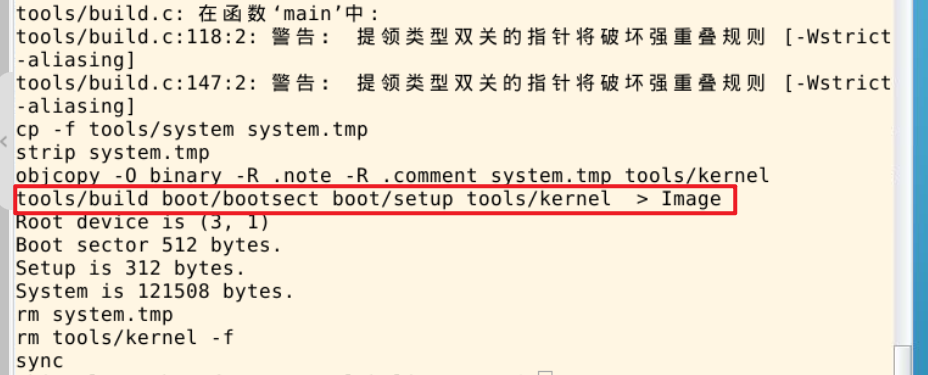 tools/build.c: 在函数‘main’中:
tools/build.c:118:2: 警告: 提领类型双关的指针将破坏强重叠规则 [-Wstrict
-aliasing]
tools/build.c:147:2: 警告: 提领类型双关的指针将破坏强重叠规则 [-Wstrict
-aliasing]
cp -f tools/system system.tmp
strip system.tmp
objcopy -O binary -R .note -R .comment system.tmp tools/kernel
tools/build boot/bootsect boot/setup tools/kernel  > Image
Root device is (3, 1)
Boot sector 512 bytes.
Setup is 312 bytes.
System is 121508 bytes.
rm system.tmp
rm tools/kernel -f
sync